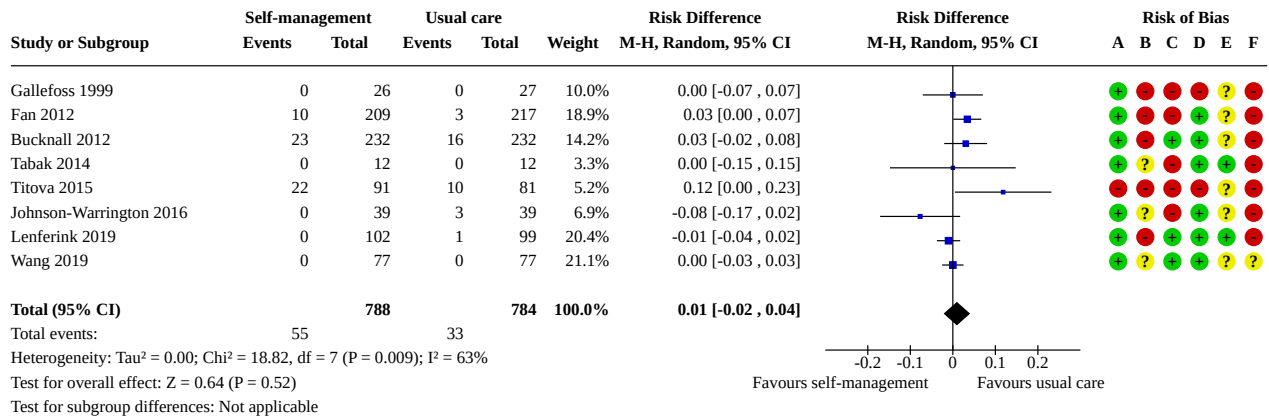 Self-management Usual care Risk Difference Risk Difference Risk of Bias
Study or Subgroup Events Total Events Total Weight M-H, Random, 95% CI M-H, Random, 95% CI A B C D E F
Gallefoss 1999 0 26 0 27 10.0% 0.00 [-0.07 , 0.07] + - - - ? -
Fan 2012 10 209 3 217 18.9% 0.03 [0.00 , 0.07] + - - + ? -
Bucknall 2012 23 232 16 232 14.2% 0.03 [-0.02 , 0.08] + - + + ? -
Tabak 2014 0 12 0 12 3.3% 0.00 [-0.15 , 0.15] + ? - + + -
Titova 2015 22 91 10 81 5.2% 0.12 [0.00 , 0.23] - - - - ? -
Johnson-Warrington 2016 0 39 3 39 6.9% -0.08 [-0.17 , 0.02] + ? - + ? -
Lenferink 2019 0 102 1 99 20.4% -0.01 [-0.04 , 0.02] + - + + + -
Wang 2019 0 77 0 77 21.1% 0.00 [-0.03 , 0.03] + ? + + ? ?
Total (95% CI) 788 784 100.0% 0.01 [-0.02 , 0.04]
Total events: 55 33
Heterogeneity: Tau² = 0.00; Chi² = 18.82, df = 7 (P = 0.009); I² = 63%
-0.2 -0.1 0 0.1 0.2
Test for overall effect: Z = 0.64 (P = 0.52)
Favours self-management Favours usual care
Test for subgroup differences: Not applicable